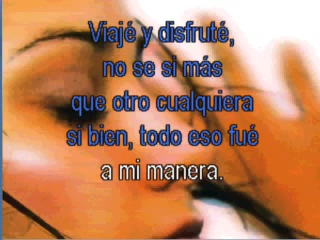 Viajé y disfruté,
no se si más
que otro cualquiera
si bien, todo eso fué
a mi manera.